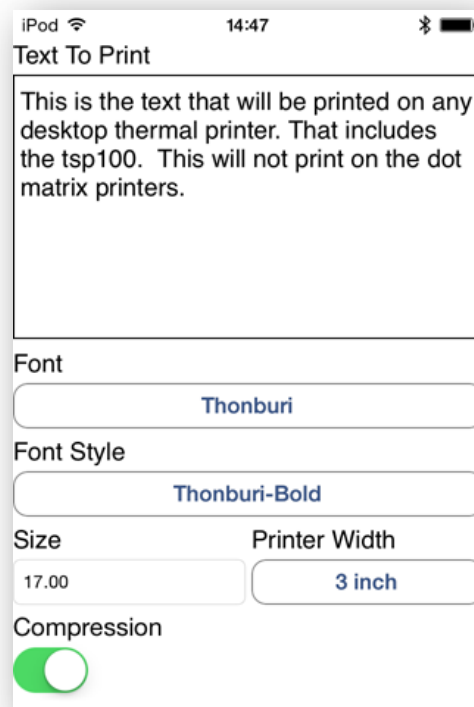 iPod 14:47
Text To Print
This is the text that will be printed on any
desktop thermal printer. That includes
the tsp100.  This will not print on the dot
matrix printers.
Font
Thonburi
Font Style
Thonburi-Bold
Size Printer Width
17.00 3 inch
Compression